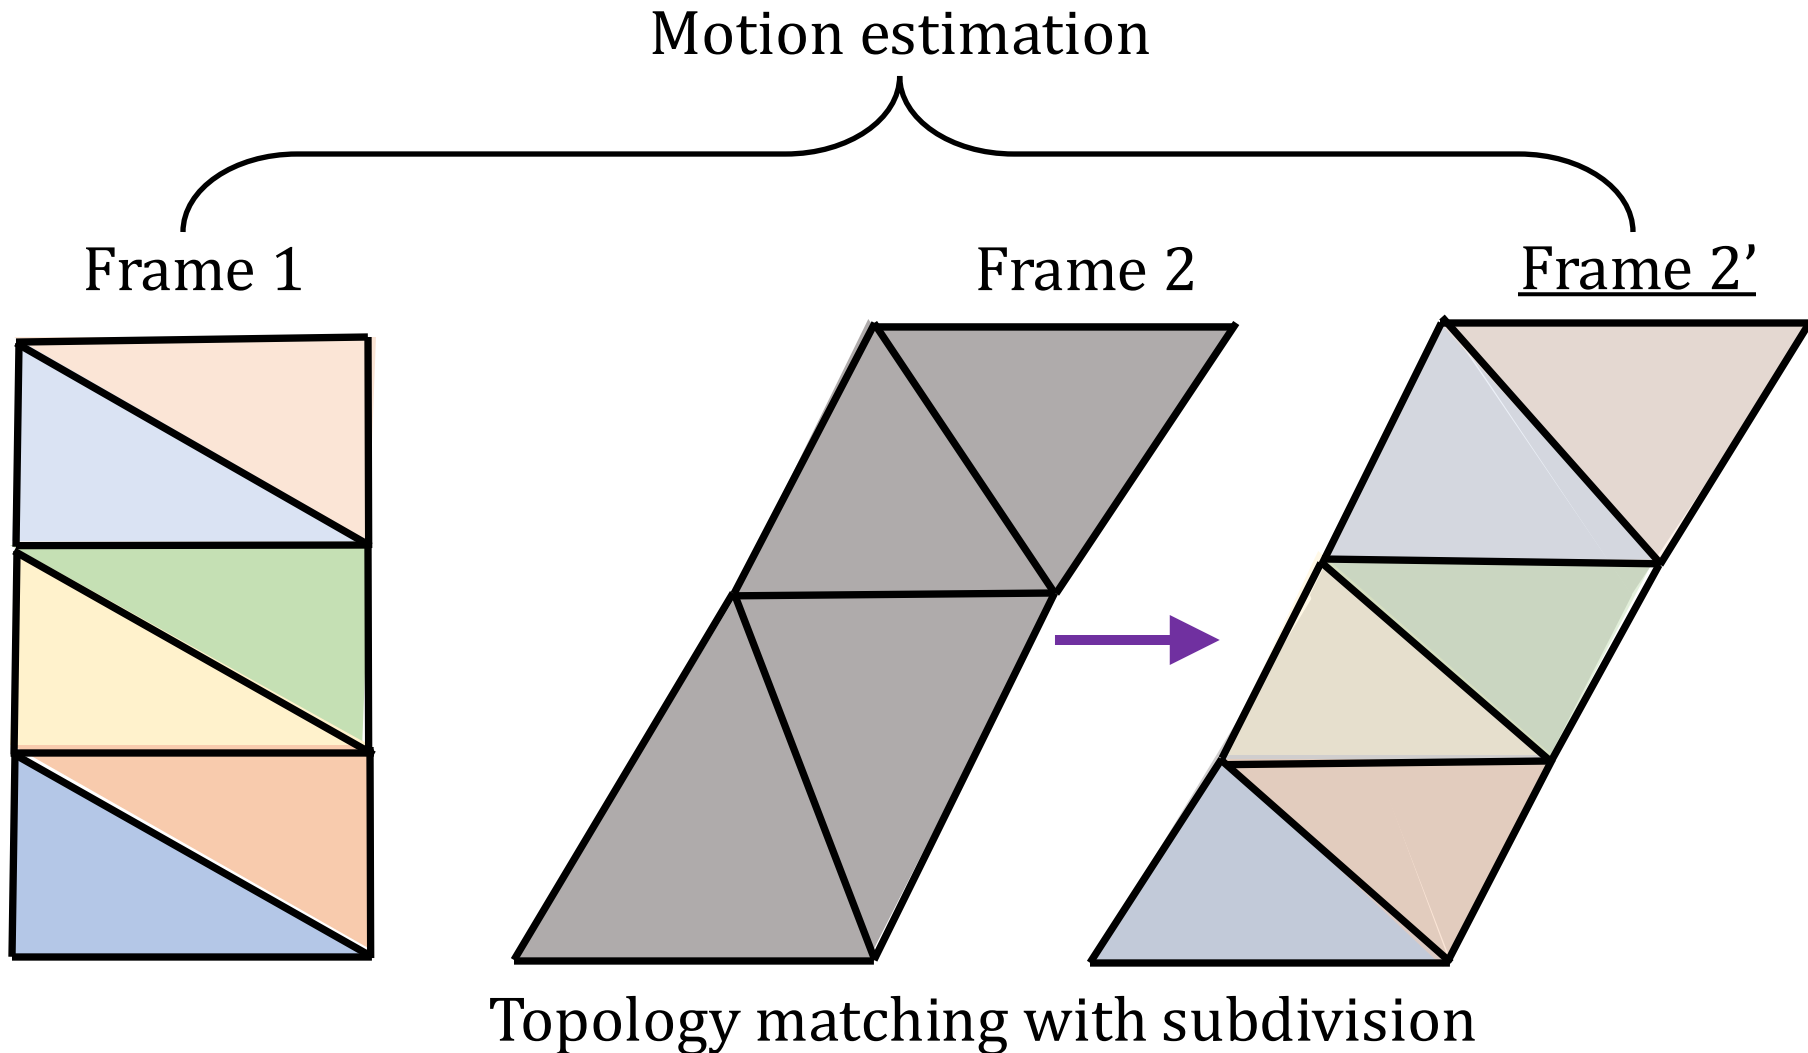 Motion estimation
Frame 1
Frame 2
Frame 2’
Topology matching with subdivision